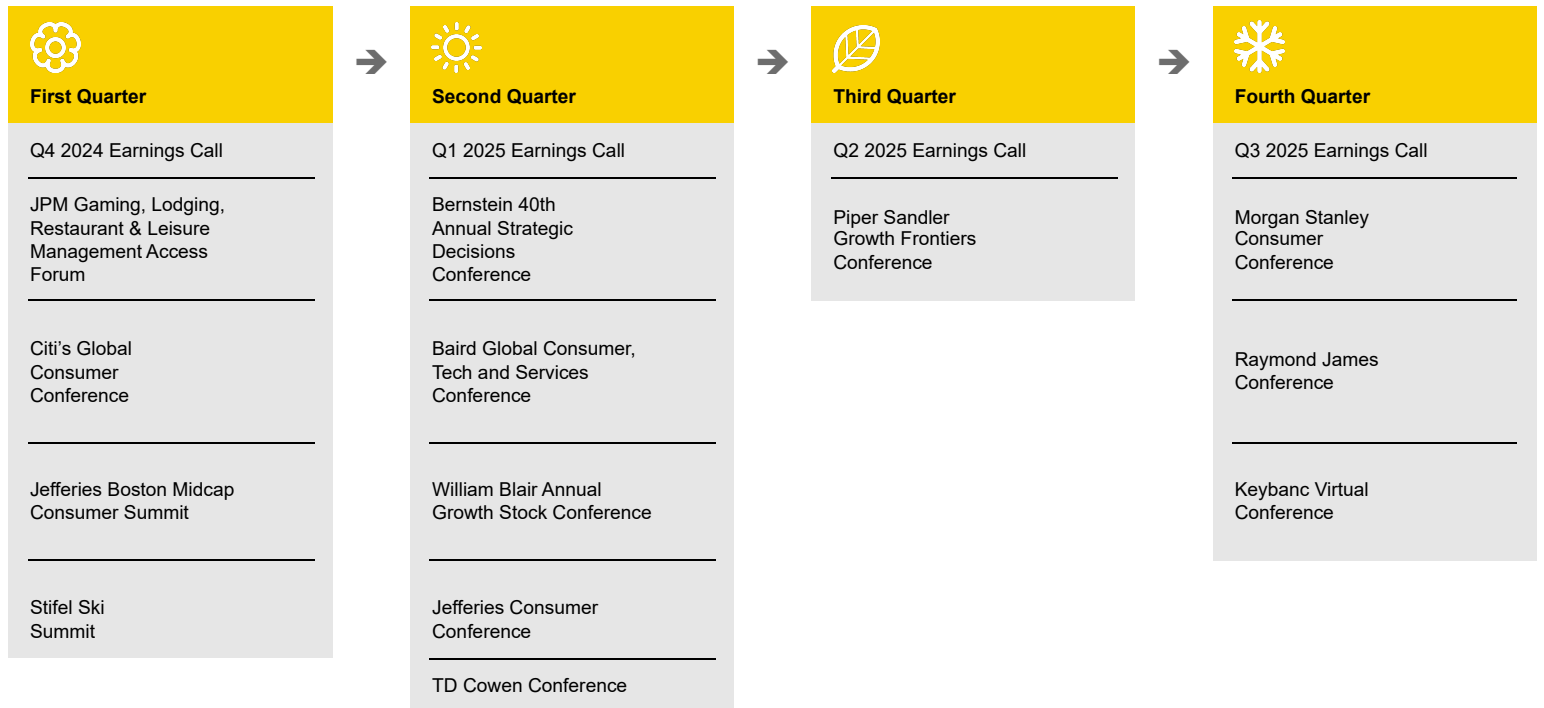 First Quarter
Q4 2024 Earnings Call
JPM Gaming, Lodging,
Restaurant & Leisure
Management Access
Forum
Citi’s Global
Consumer
Conference
Jefferies Boston Midcap
Consumer Summit
Stifel Ski
Summit
Second Quarter
Q1 2025 Earnings Call
Bernstein 40th
Annual Strategic
Decisions
Conference
Baird Global Consumer,
Tech and Services
Conference
William Blair Annual
Growth Stock Conference
Jefferies Consumer
Conference
TD Cowen Conference
Third Quarter
Q2 2025 Earnings Call
Piper Sandler
Growth Frontiers
Conference
Fourth Quarter
Q3 2025 Earnings Call
Morgan Stanley
Consumer
Conference
Raymond James
Conference
Keybanc Virtual
Conference